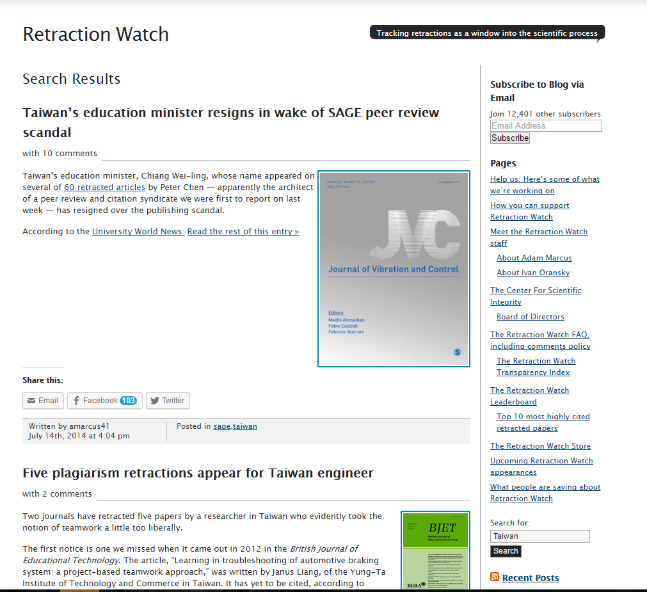 Retraction Watch
Tracking retractions as a window into the scientific process
Search Results
Taiwan's education minister resigns in wake of SAGE peer review
scandal
with 10 comments
Taiwan's education minister, Chiang Wei-ling, whose name appeared on
several of 60 retracted articles by Peter Chen — apparently the architect
of a peer review and citation syndicate we were first to report on last
week — has resigned over the publishing scandal.
According to the University World News: Read the rest of this entry »
JVC
Journal of Vibration and Control
Editors
Mehdi Ahmadian
Fabio Casciati
Share this:
Email
Facebook 103
Twitter
Written by amarcus41
July 14th, 2014 at 4:04 pm
Posted in sage,taiwan
Five plagiarism retractions appear for Taiwan engineer
with 2 comments
Two journals have retracted five papers by a researcher in Taiwan who evidently took the
notion of teamwork a little too liberally.
The first notice is one we missed when it came out in 2012 in the British Journal of
Educational Technology. The article, “Learning in troubleshooting of automotive braking
system: a project-based teamwork approach,” was written by Janus Liang, of the Yung-Ta
Institute of Technology and Commerce in Taiwan. It has yet to be cited, according to
BJET
Subscribe to Blog via
Email
Join 12,401 other subscribers
Email Address
Subscribe
Pages
Help us: Here's some of what
we're working on
How you can support
Retraction Watch
Meet the Retraction Watch
staff
About Adam Marcus
About Ivan Oransky
The Center For Scientific
Integrity
Board of Directors
The Retraction Watch FAQ,
including comments policy
The Retraction Watch
Transparency Index
The Retraction Watch
Leaderboard
Top 10 most highly cited
retracted papers
The Retraction Watch Store
Upcoming Retraction Watch
appearances
What people are saying about
Retraction Watch
Search for:
Taiwan
Search
Recent Posts